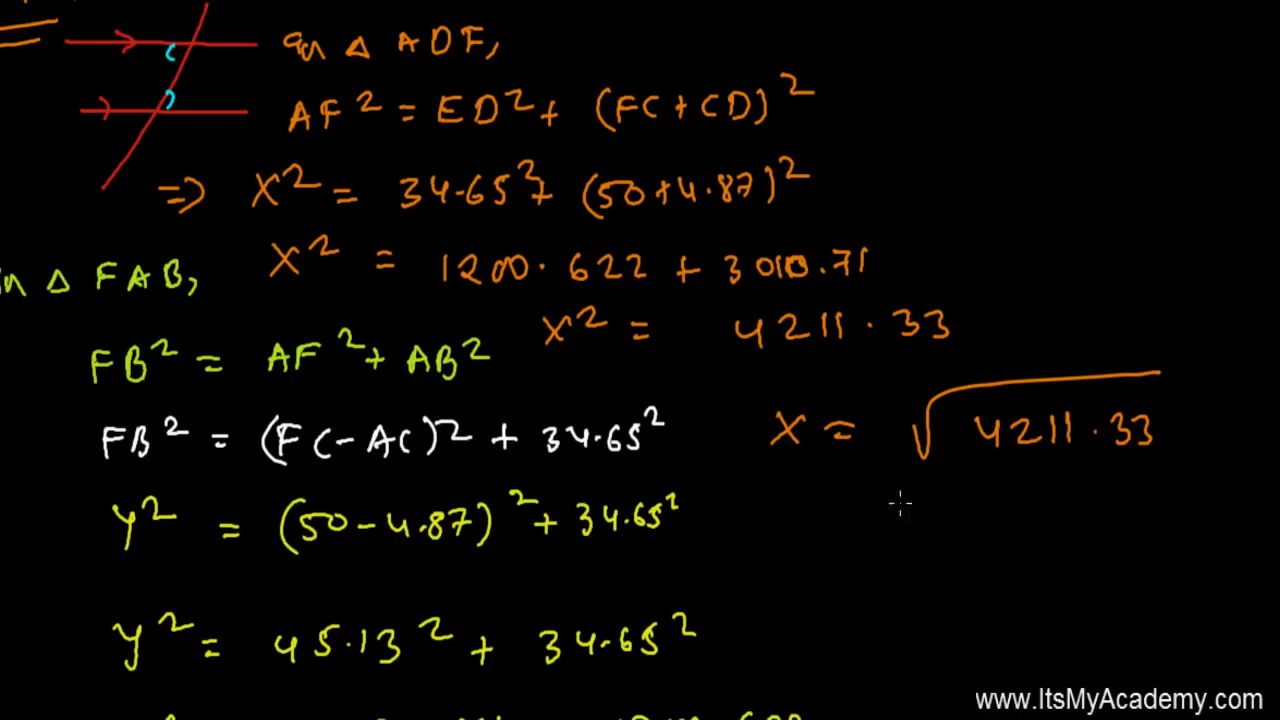 In △ ADF,
AF² = ED² + (FC + CD)²
⇒ X² = 34.65² + (50 + 4.87)²
X² = 1200.622 + 3010.71
X² = 4211.33
X = √4211.33
In △ FAB,
FB² = AF² + AB²
FB² = (FC - AC)² + 34.65²
Y² = (50 - 4.87)² + 34.65²
Y² = 45.13² + 34.65²
www.ItsMyAcademy.com